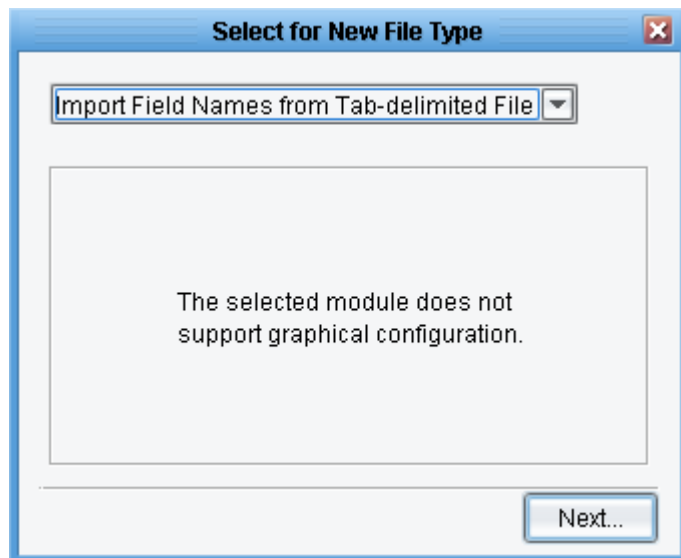 Select for New File Type
Import Field Names from Tab-delimited File
The selected module does not
support graphical configuration.
Next...